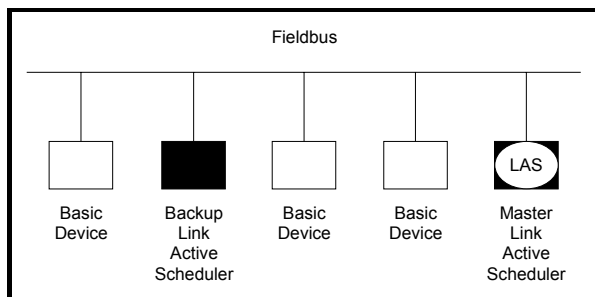 Fieldbus
LAS
Basic
Device
Backup
Link
Active
Scheduler
Basic
Device
Basic
Device
Master
Link
Active
Scheduler